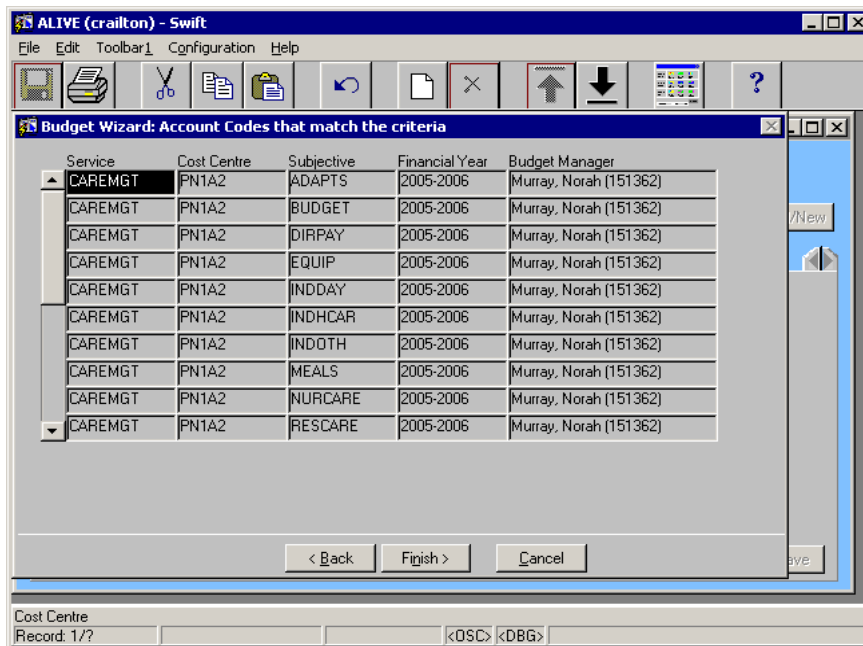 ALIVE (crailton) - Swift
File Edit Toolbar1 Configuration Help
Budget Wizard: Account Codes that match the criteria
Service Cost Centre Subjective Financial Year Budget Manager
CAREMGT PN1A2 ADAPTS 2005-2006 Murray, Norah (151362)
CAREMGT PN1A2 BUDGET 2005-2006 Murray, Norah (151362)
/New
CAREMGT PN1A2 DIRPAY 2005-2006 Murray, Norah (151362)
CAREMGT PN1A2 EQUIP 2005-2006 Murray, Norah (151362)
CAREMGT PN1A2 INDDAY 2005-2006 Murray, Norah (151362)
CAREMGT PN1A2 INDHCAR 2005-2006 Murray, Norah (151362)
CAREMGT PN1A2 INDOTH 2005-2006 Murray, Norah (151362)
CAREMGT PN1A2 MEALS 2005-2006 Murray, Norah (151362)
CAREMGT PN1A2 NURCARE 2005-2006 Murray, Norah (151362)
CAREMGT PN1A2 RESCARE 2005-2006 Murray, Norah (151362)
< Back Finish > Cancel
ave
Cost Centre
Record: 1/? <OSC> <DBG>